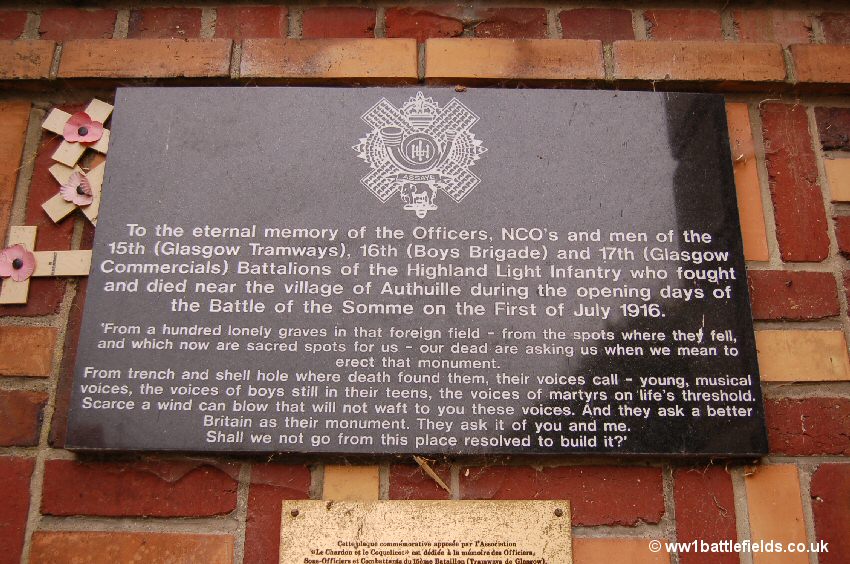 HLI
ASSAYE
To the eternal memory of the Officers, NCO's and men of the
15th (Glasgow Tramways), 16th (Boys Brigade) and 17th (Glasgow
Commercials) Battalions of the Highland Light Infantry who fought
and died near the village of Authuille during the opening days of
the Battle of the Somme on the First of July 1916.
'From a hundred lonely graves in that foreign field - from the spots where they fell,
and which now are sacred spots for us - our dead are asking us when we mean to
erect that monument.
From trench and shell hole where death found them, their voices call - young, musical
voices, the voices of boys still in their teens, the voices of martyrs on life's threshold.
Scarce a wind can blow that will not waft to you these voices. And they ask a better
Britain as their monument. They ask it of you and me.
Shall we not go from this place resolved to build it?'
Cette plaque commémorative apposée par l'Association
«Le Chardon et le Coquelicot» est dédiée à la mémoire des Officiers,
Sous-Officiers et Combattants du 15ème Bataillon (Tramways de Glasgow),
© ww1battlefields.co.uk